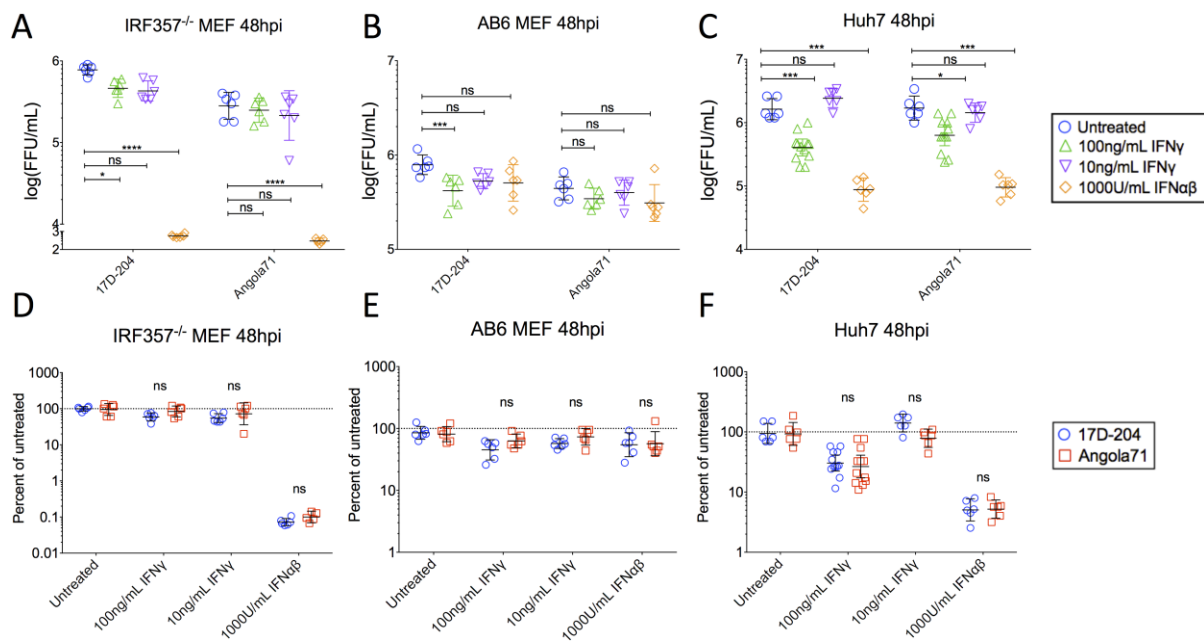 A
IRF357-/- MEF 48hpi
log(FFU/mL)
6
5
4
3
2
****
ns
*
****
ns
ns
17D-204
Angola71
B
AB6 MEF 48hpi
log(FFU/mL)
7
6
5
ns
ns
***
ns
ns
ns
17D-204
Angola71
C
Huh7 48hpi
log(FFU/mL)
7
6
5
4
***
ns
***
***
ns
*
17D-204
Angola71
Untreated
100ng/mL IFNγ
10ng/mL IFNγ
1000U/mL IFNαβ
D
IRF357-/- MEF 48hpi
Percent of untreated
1000
100
10
1
0.1
0.01
ns
ns
ns
Untreated
100ng/mL IFNγ
10ng/mL IFNγ
1000U/mL IFNαβ
E
AB6 MEF 48hpi
Percent of untreated
1000
100
10
1
ns
ns
ns
Untreated
100ng/mL IFNγ
10ng/mL IFNγ
1000U/mL IFNαβ
F
Huh7 48hpi
Percent of untreated
1000
100
10
1
ns
ns
ns
Untreated
100ng/mL IFNγ
10ng/mL IFNγ
1000U/mL IFNαβ
17D-204
Angola71